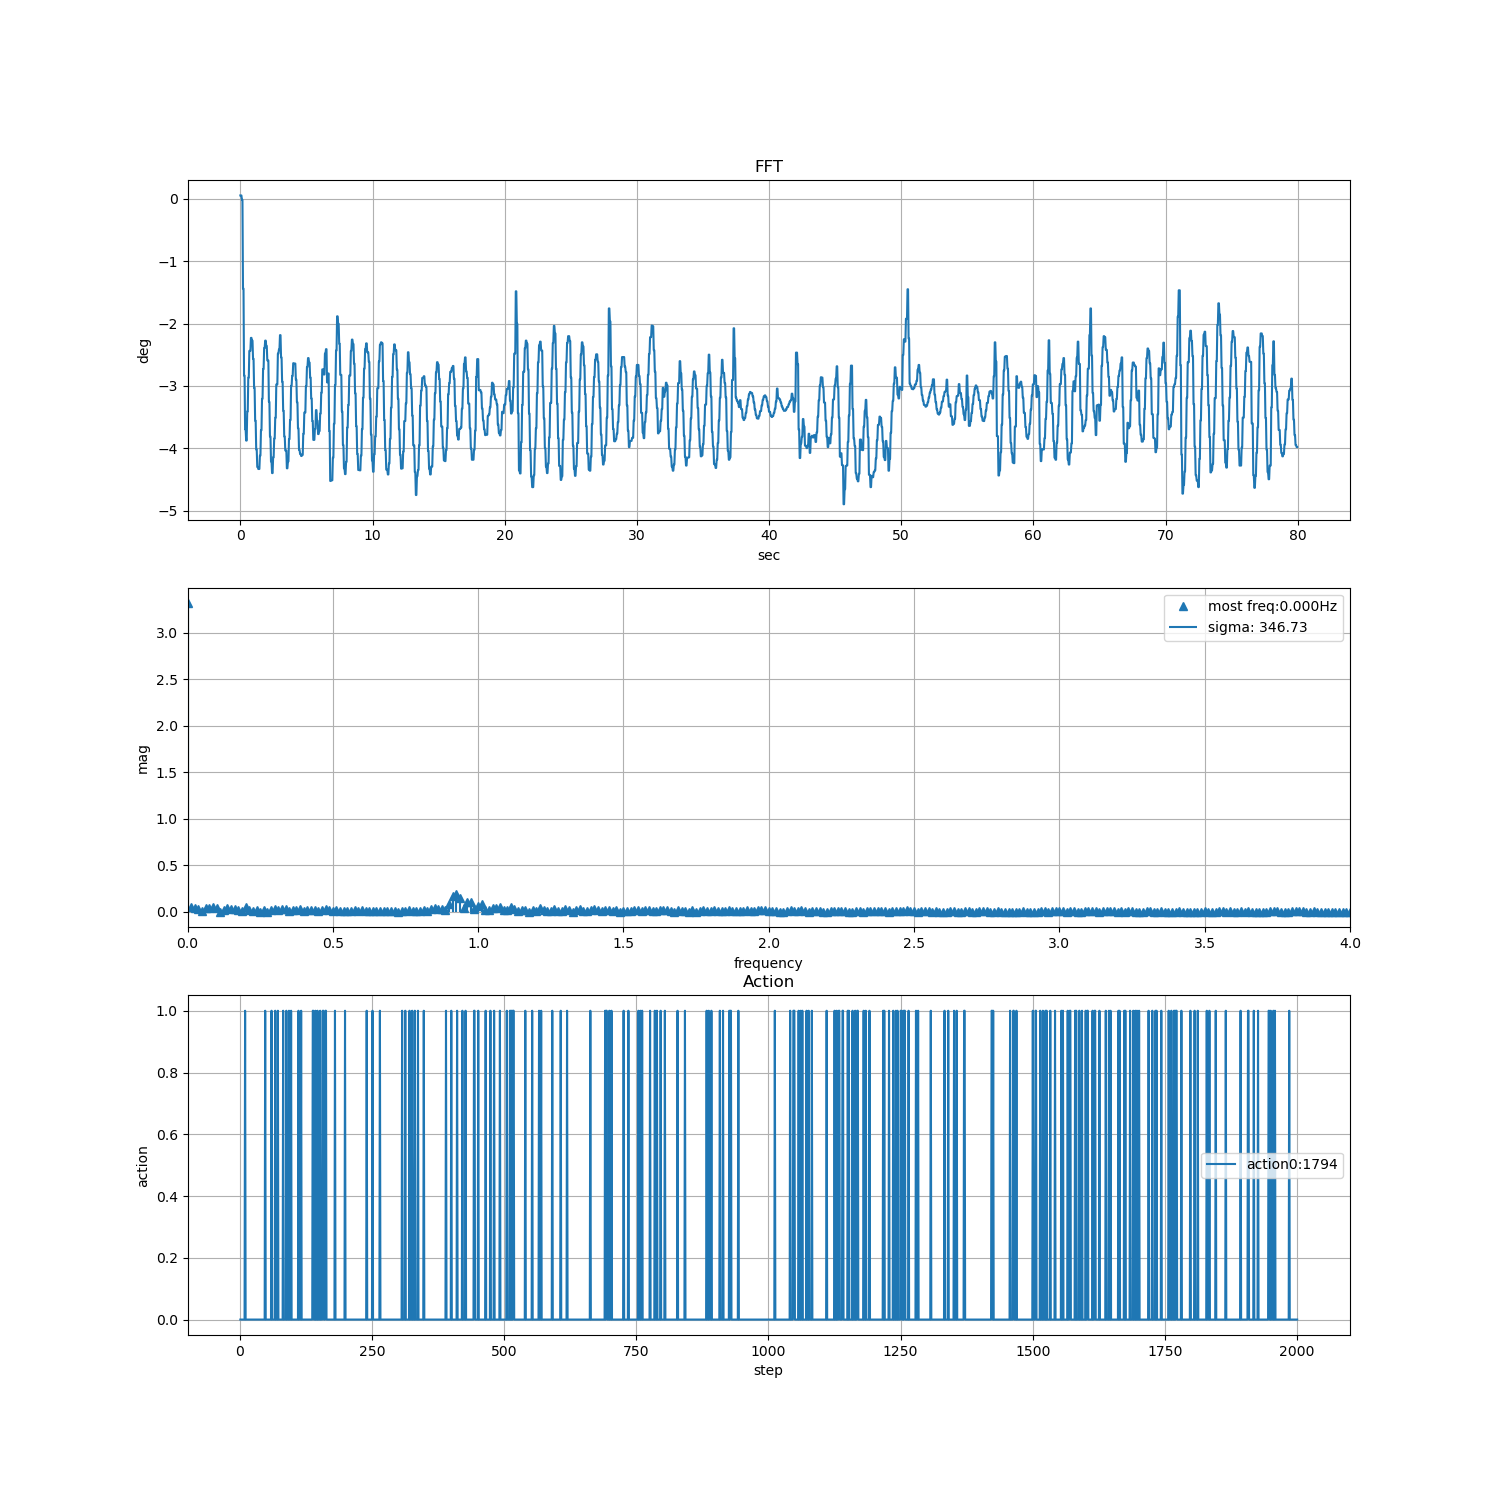 FFT
0
−1
−2
−3
−4
−5
deg
0 10 20 30 40 50 60 70 80
sec
most freq:0.000Hz
sigma: 346.73
3.0
2.5
2.0
1.5
1.0
0.5
0.0
mag
0.0 0.5 1.0 1.5 2.0 2.5 3.0 3.5 4.0
frequency
Action
1.0
0.8
0.6
0.4
0.2
0.0
action
action0:1794
0 250 500 750 1000 1250 1500 1750 2000
step